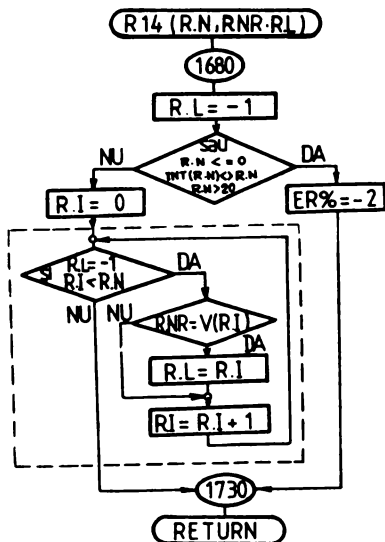 R14 (R.N,RNR.R.L)
1680
R.L = -1
sau
R.N <= 0
INT(R.N)<>R.N
R.N>20
NU
DA
R.I = 0
ER%=-2
și
R.L=-1
R.I<R.N
DA
NU
NU
RNR=V(R.I)
DA
R.L = R.I
RI = R.I + 1
1730
RETURN